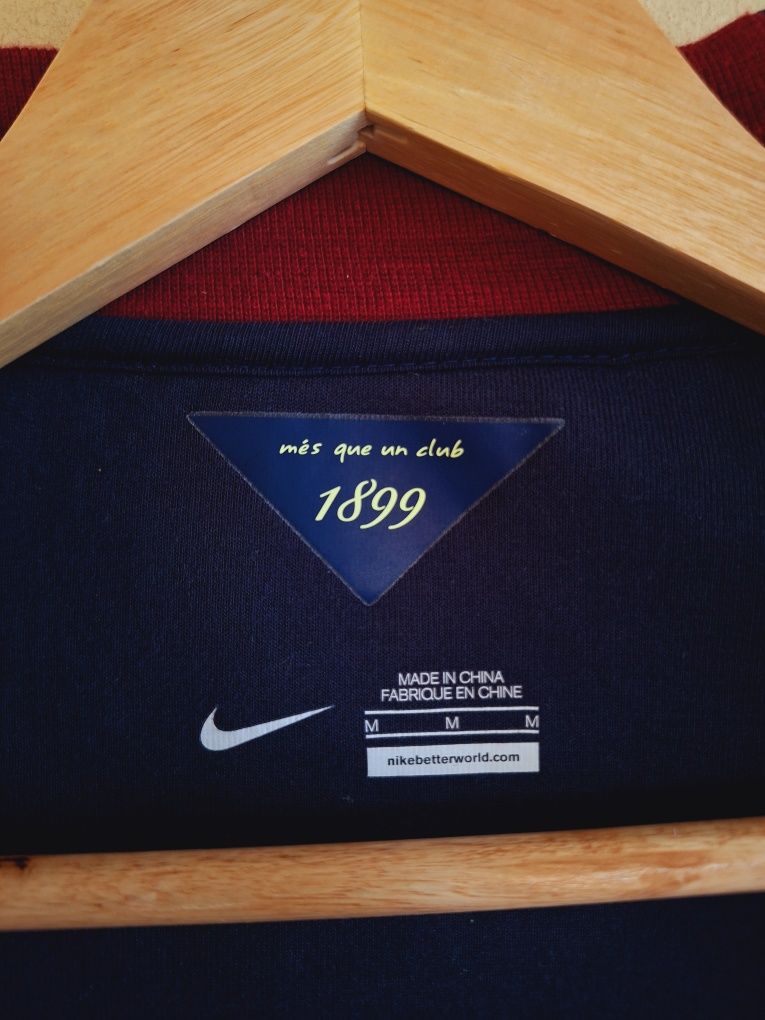 més que un club
1899
MADE IN CHINA
FABRIQUE EN CHINE
M M M
nikebetterworld.com